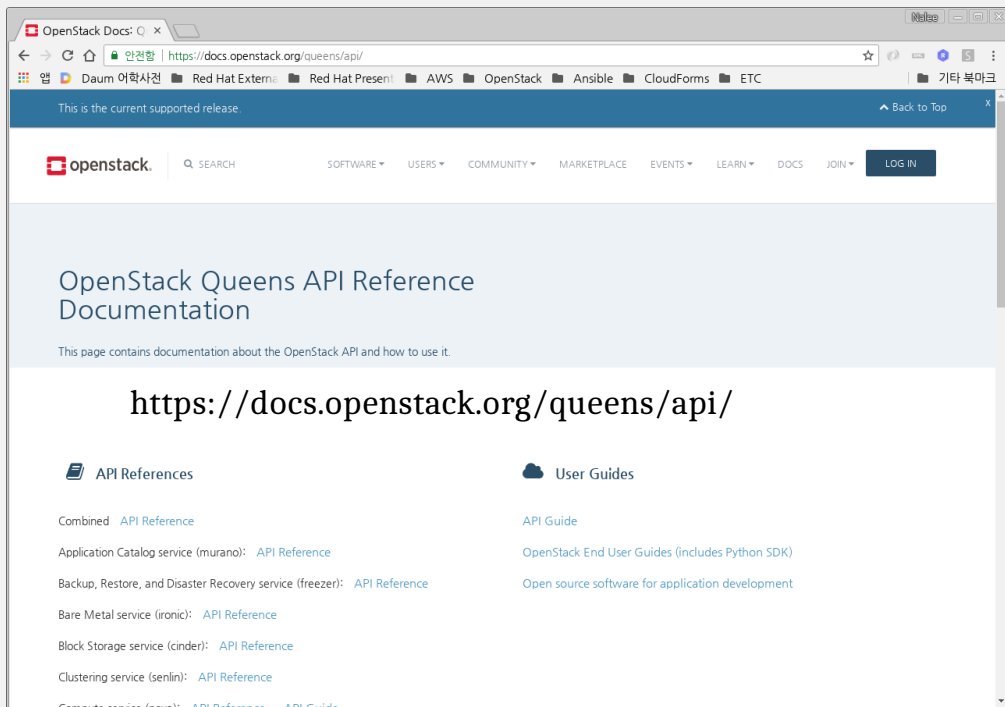 Nalee
OpenStack Docs: Q
안전함 https://docs.openstack.org/queens/api/
앱 Daum 어학사전 Red Hat Externa Red Hat Present AWS OpenStack Ansible CloudForms ETC 기타 북마크
This is the current supported release. Back to Top x
openstack. SEARCH SOFTWARE USERS COMMUNITY MARKETPLACE EVENTS LEARN DOCS JOIN LOG IN
OpenStack Queens API Reference
Documentation
This page contains documentation about the OpenStack API and how to use it.
https://docs.openstack.org/queens/api/
API References
Combined API Reference
Application Catalog service (murano): API Reference
Backup, Restore, and Disaster Recovery service (freezer): API Reference
Bare Metal service (ironic): API Reference
Block Storage service (cinder): API Reference
Clustering service (senlin): API Reference
Compute service (nova): API Reference API Guide
User Guides
API Guide
OpenStack End User Guides (includes Python SDK)
Open source software for application development